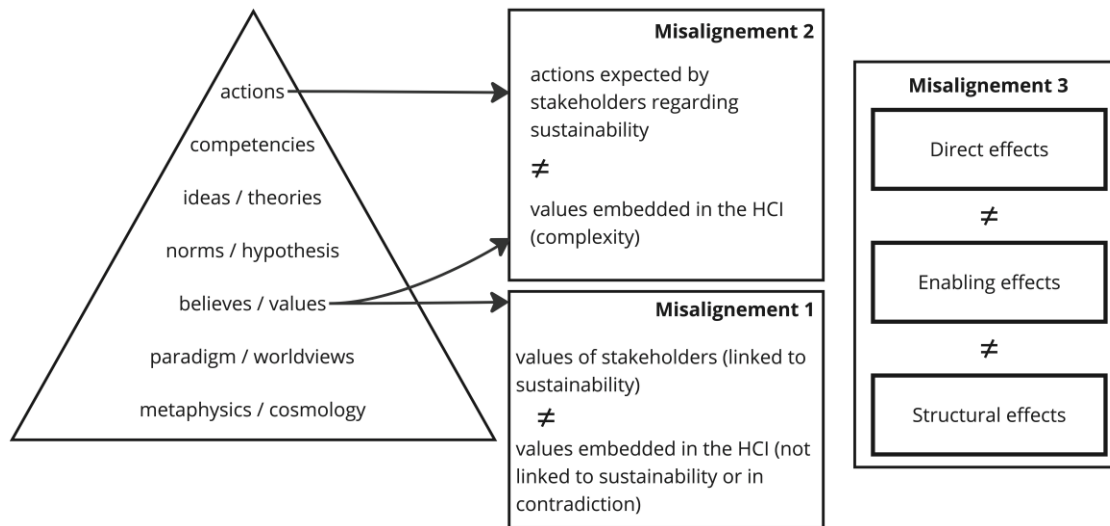 actions
competencies
ideas / theories
norms / hypothesis
believes / values
paradigm / worldviews
metaphysics / cosmology
Misalignement 2
actions expected by
stakeholders regarding
sustainability
≠
values embedded in the HCI
(complexity)
Misalignement 1
values of stakeholders (linked to
sustainability)
≠
values embedded in the HCI (not
linked to sustainability or in
contradiction)
Misalignement 3
Direct effects
≠
Enabling effects
≠
Structural effects